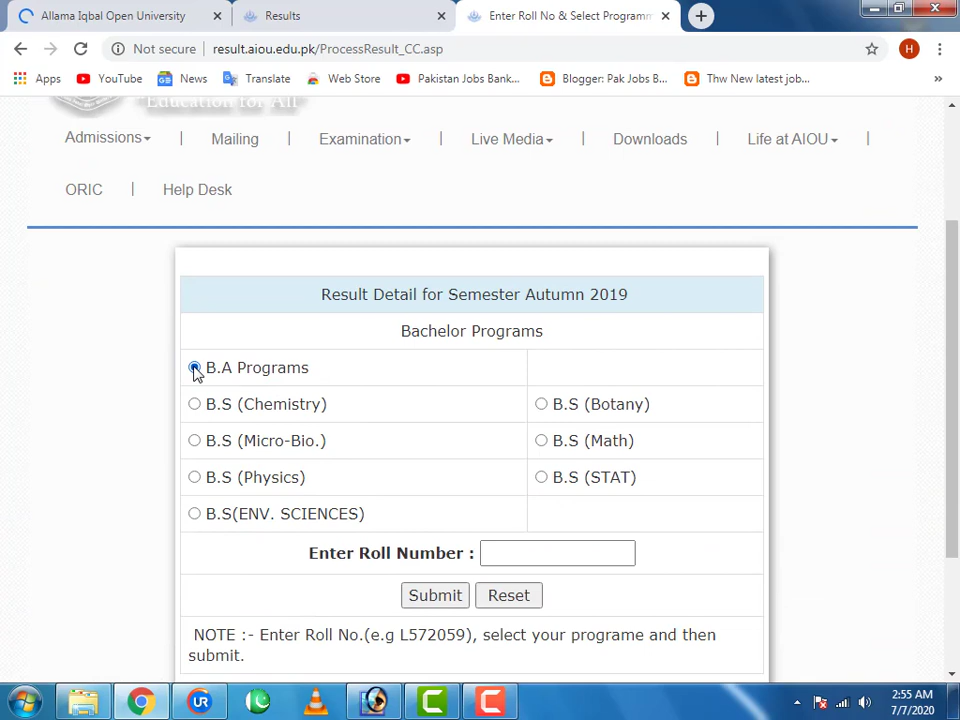 Allama Iqbal Open University
Results
Enter Roll No & Select Programm
Not secure | result.aiou.edu.pk/ProcessResult_CC.asp
H
Apps YouTube News Translate Web Store Pakistan Jobs Bank... Blogger: Pak Jobs B... Thw New latest job... »
Education for All
Admissions | Mailing | Examination | Live Media | Downloads | Life at AIOU |
ORIC | Help Desk
Result Detail for Semester Autumn 2019
Bachelor Programs
B.A Programs
B.S (Chemistry) B.S (Botany)
B.S (Micro-Bio.) B.S (Math)
B.S (Physics) B.S (STAT)
B.S(ENV. SCIENCES)
Enter Roll Number :
Submit Reset
NOTE :- Enter Roll No.(e.g L572059), select your programe and then
submit.
UR
2:55 AM
7/7/2020